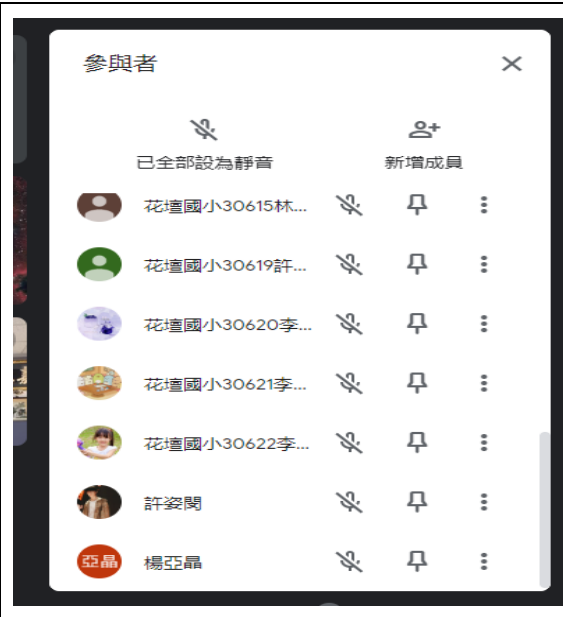 參與者
已全部設為靜音
新增成員
花壇國小30615林...
花壇國小30619許...
花壇國小30620李...
花壇國小30621李...
花壇國小30622李...
許姿閔
亞晶 楊亞晶